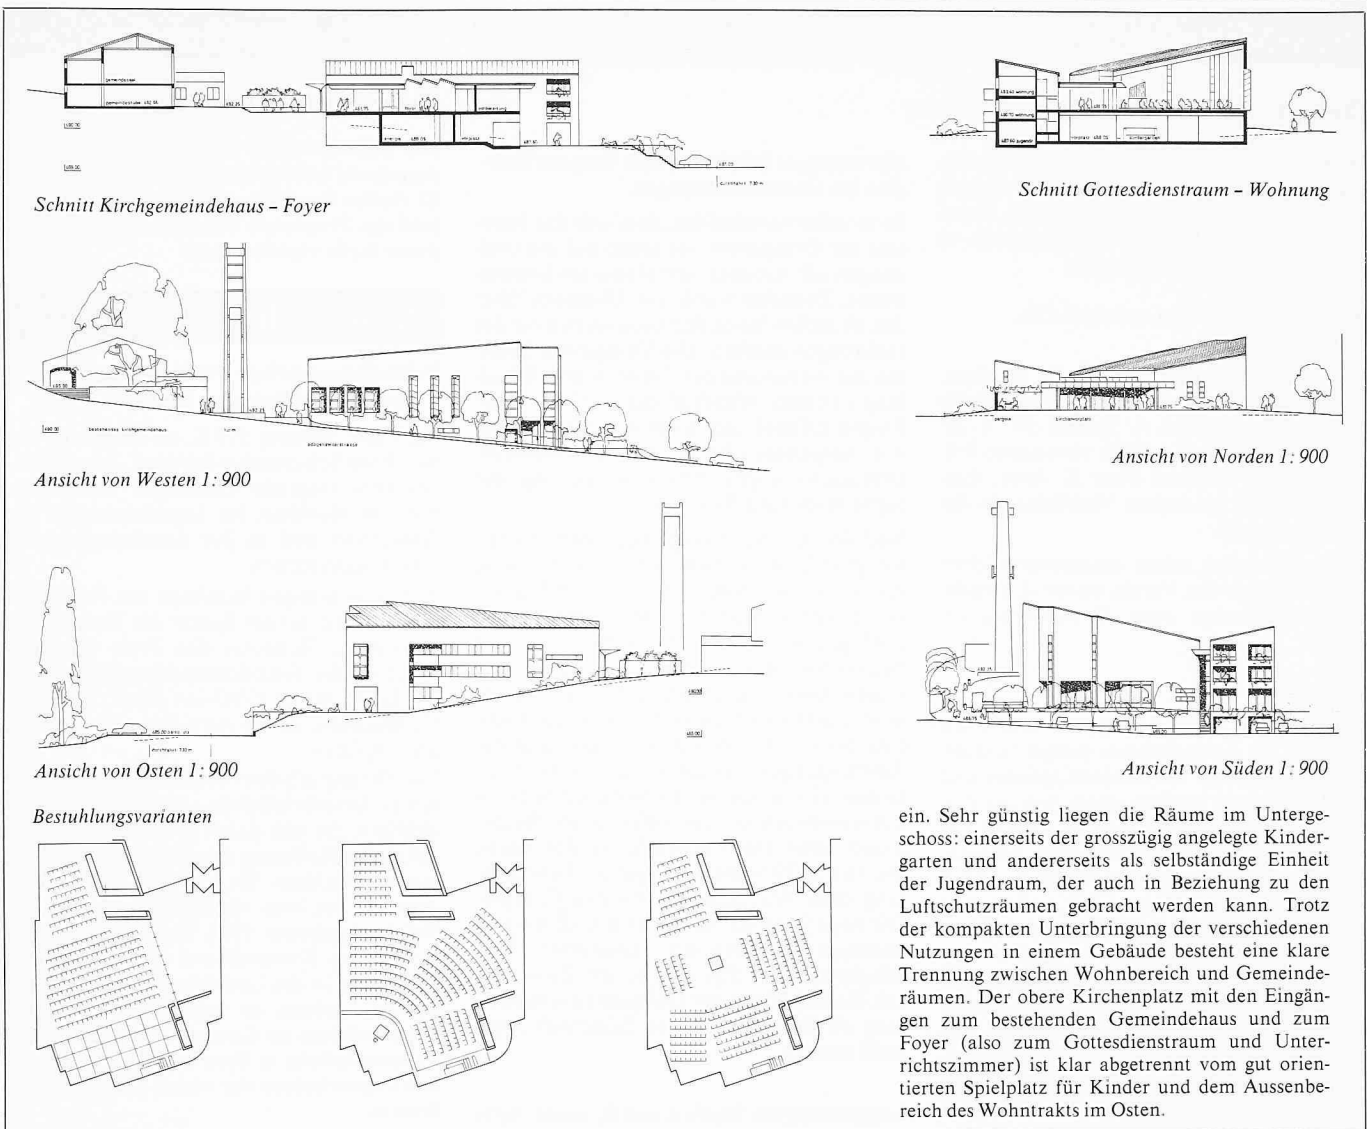 gemeindesaal
482.25
Schnitt Kirchgemeindehaus – Foyer
Schnitt Gottesdienstraum – Wohnung
Ansicht von Westen 1:900
Ansicht von Norden 1:900
Ansicht von Osten 1:900
Ansicht von Süden 1:900
Bestuhlungsvarianten
ein. Sehr günstig liegen die Räume im Unterge-
schoss: einerseits der grosszügig angelegte Kinder-
garten und andererseits als selbständige Einheit
der Jugendraum, der auch in Beziehung zu den
Luftschutzräumen gebracht werden kann. Trotz
der kompakten Unterbringung der verschiedenen
Nutzungen in einem Gebäude besteht eine klare
Trennung zwischen Wohnbereich und Gemeinde-
räumen. Der obere Kirchenplatz mit den Eingän-
gen zum bestehenden Gemeindehaus und zum
Foyer (also zum Gottesdienstraum und Unter-
richtszimmer) ist klar abgetrennt vom gut orien-
tierten Spielplatz für Kinder und dem Aussenbe-
reich des Wohntrakts im Osten.